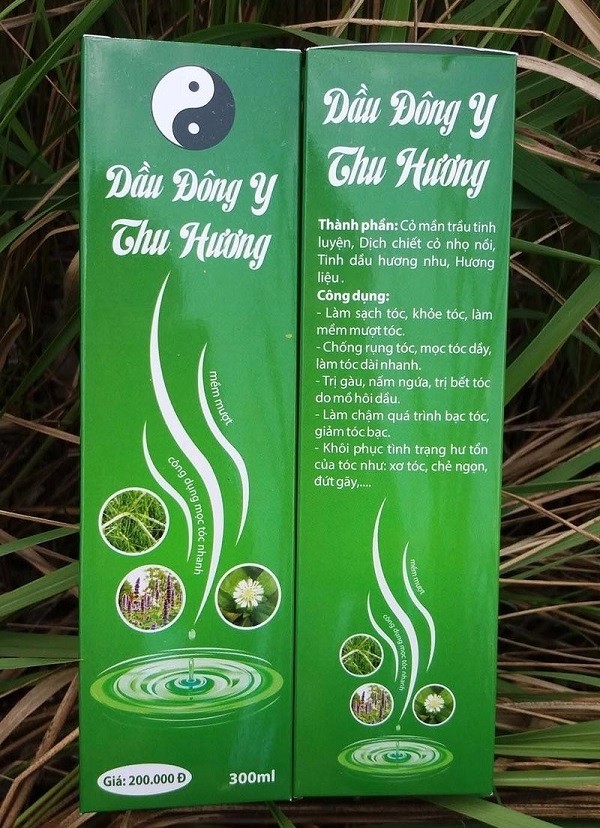 Dầu Đông Y
Thu Hương
mềm mượt
công dụng mọc tóc nhanh
Giá: 200.000 Đ
300ml
Dầu Đông Y
Thu Hương
Thành phần: Cỏ mần trầu tinh
luyện, Dịch chiết cỏ nhọ nồi,
Tinh dầu hương nhu, Hương
liệu .
Công dụng:
- Làm sạch tóc, khỏe tóc, làm
mềm mượt tóc.
- Chống rụng tóc, mọc tóc dầy,
làm tóc dài nhanh.
- Trị gàu, nấm ngứa, trị bết tóc
do mồ hôi dầu.
- Làm chậm quá trình bạc tóc,
giảm tóc bạc.
- Khôi phục tình trạng hư tổn
của tóc như: xơ tóc, chẻ ngọn,
đứt gãy,....
mềm mượt
công dụng mọc tóc nhanh